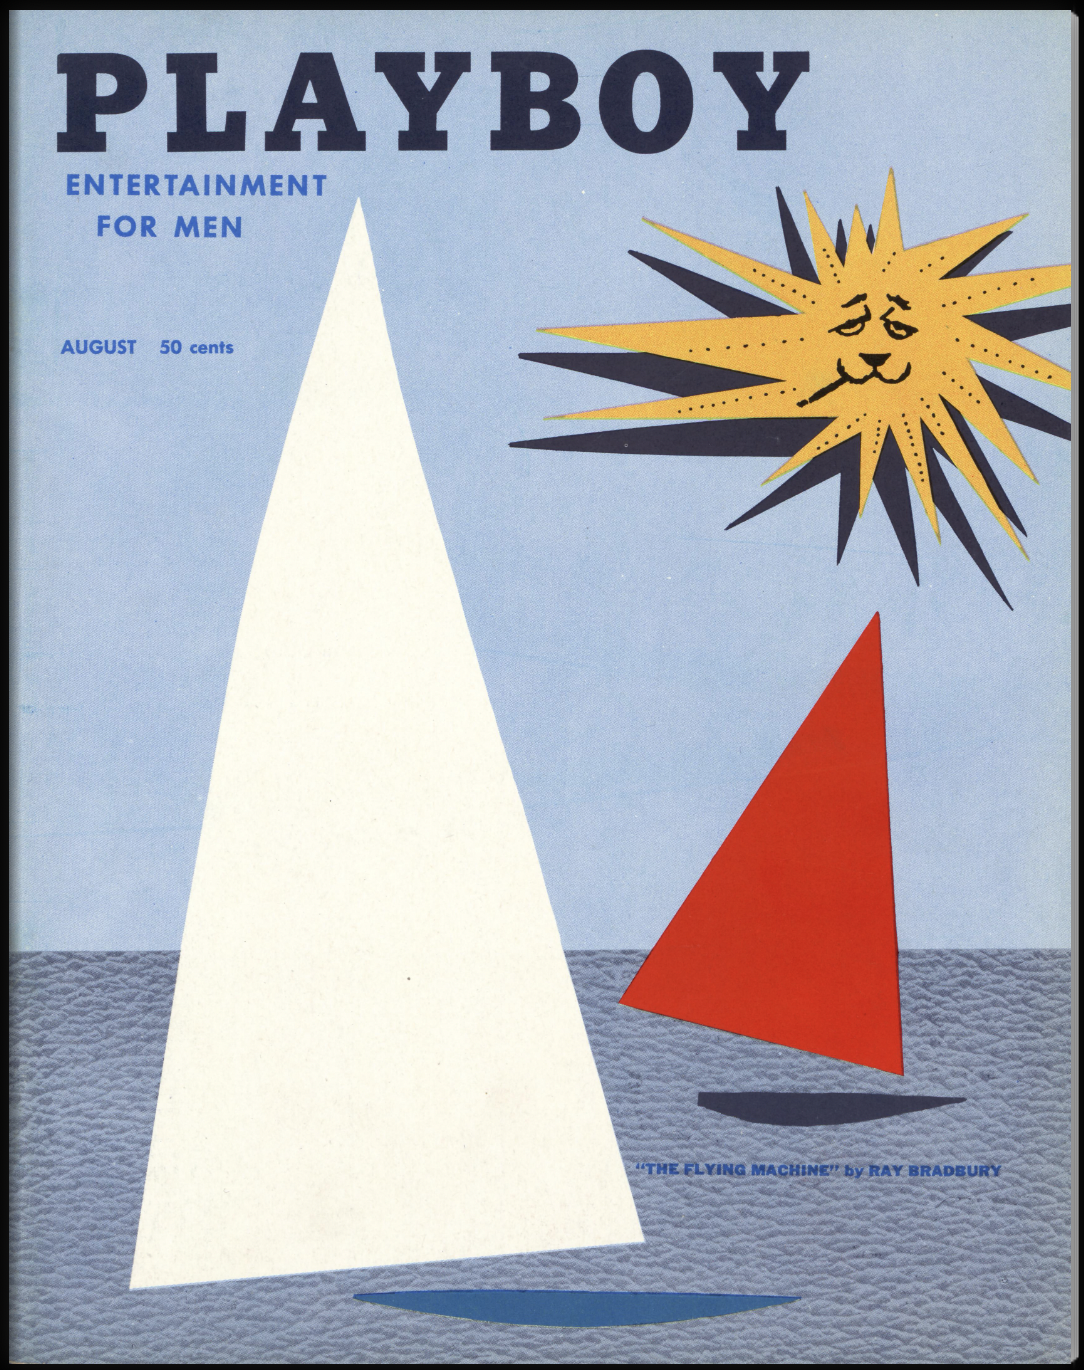 PLAYBOY
ENTERTAINMENT
FOR MEN
AUGUST 50 cents
"THE FLYING MACHINE" by RAY BRADBURY